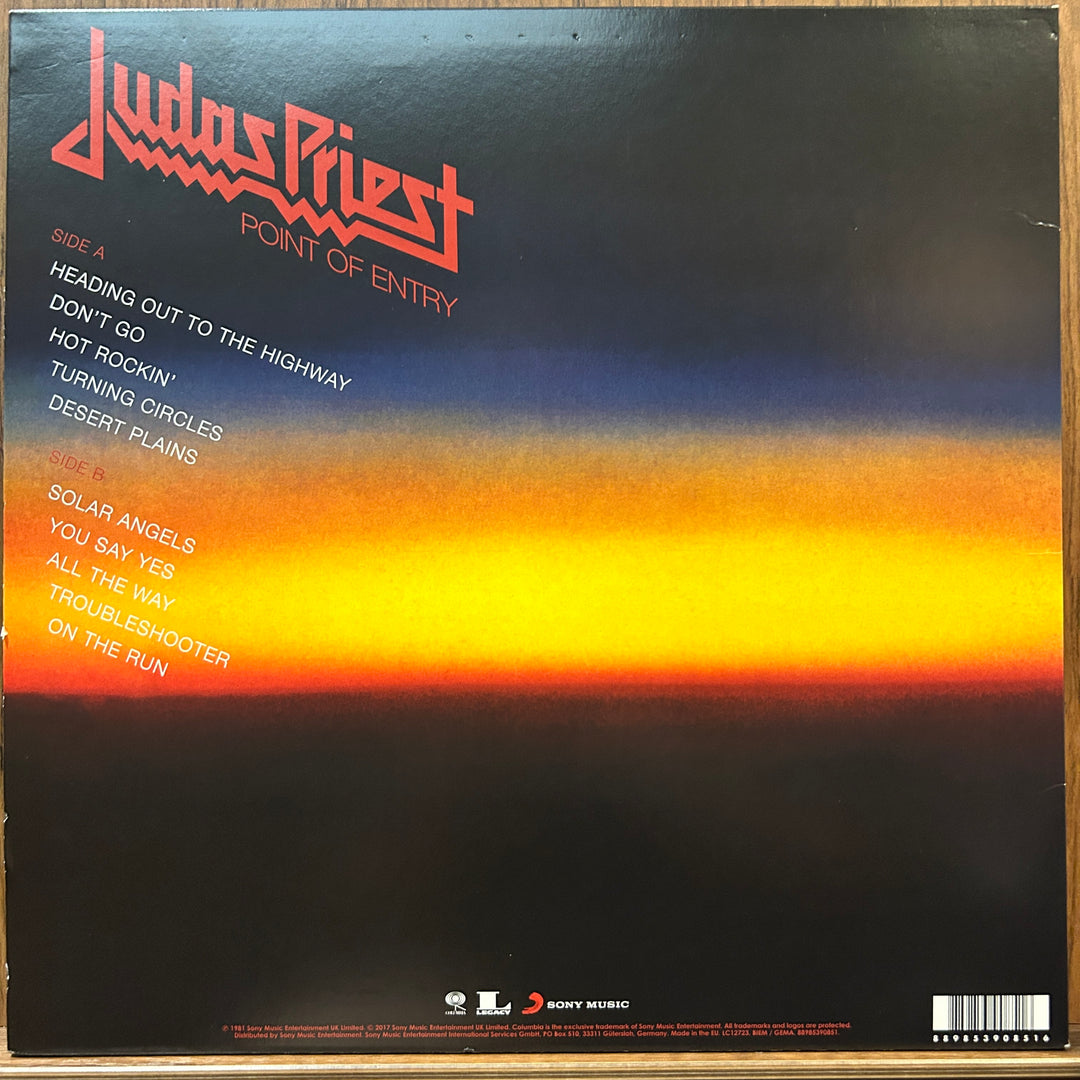 Judas Priest
POINT OF ENTRY
SIDE A
HEADING OUT TO THE HIGHWAY
DON'T GO
HOT ROCKIN'
TURNING CIRCLES
DESERT PLAINS
SIDE B
SOLAR ANGELS
YOU SAY YES
ALL THE WAY
TROUBLESHOOTER
ON THE RUN
COLUMBIA
L
LEGACY
SONY MUSIC
℗ 1981 Sony Music Entertainment UK Limited. © 2017 Sony Music Entertainment UK Limited. Columbia is the exclusive trademark of Sony Music Entertainment. All trademarks and logos are protected.
Distributed by Sony Music Entertainment International Services GmbH, PO Box 510, 33311 Gütersloh, Germany. Made in the EU. LC12723. BIEM / GEMA. 88985390851.
889853908516